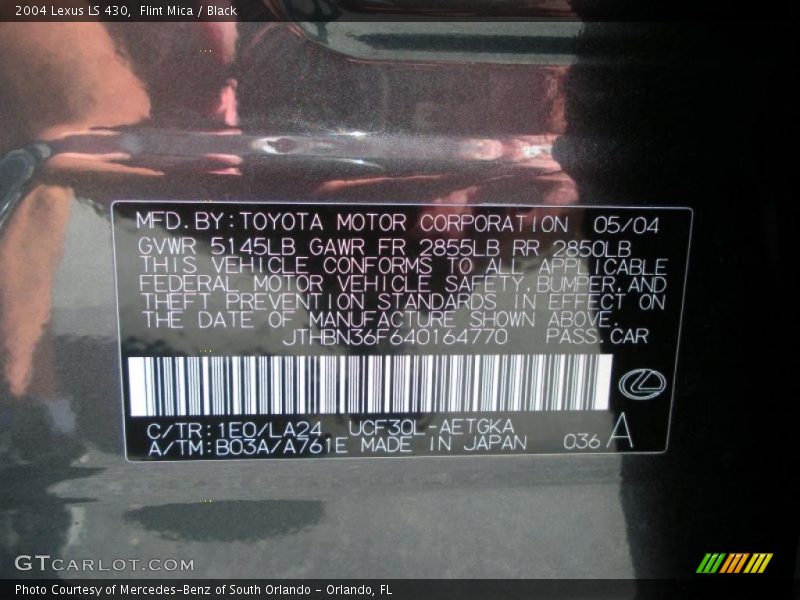 2004 Lexus LS 430,  Flint Mica / Black
MFD.BY:TOYOTA MOTOR CORPORATION 05/04
GVWR 5145LB GAWR FR 2855LB RR 2850LB
THIS VEHICLE CONFORMS TO ALL APPLICABLE
FEDERAL MOTOR VEHICLE SAFETY,BUMPER,AND
THEFT PREVENTION STANDARDS IN EFFECT ON
THE DATE OF MANUFACTURE SHOWN ABOVE.
JTHBN36F640164770 PASS.CAR
C/TR:1E0/LA24 UCF30L-AETGKA
A/TM:B03A/A761E MADE IN JAPAN 036 A
GTCARLOT.COM
Photo Courtesy of Mercedes-Benz of South Orlando - Orlando, FL